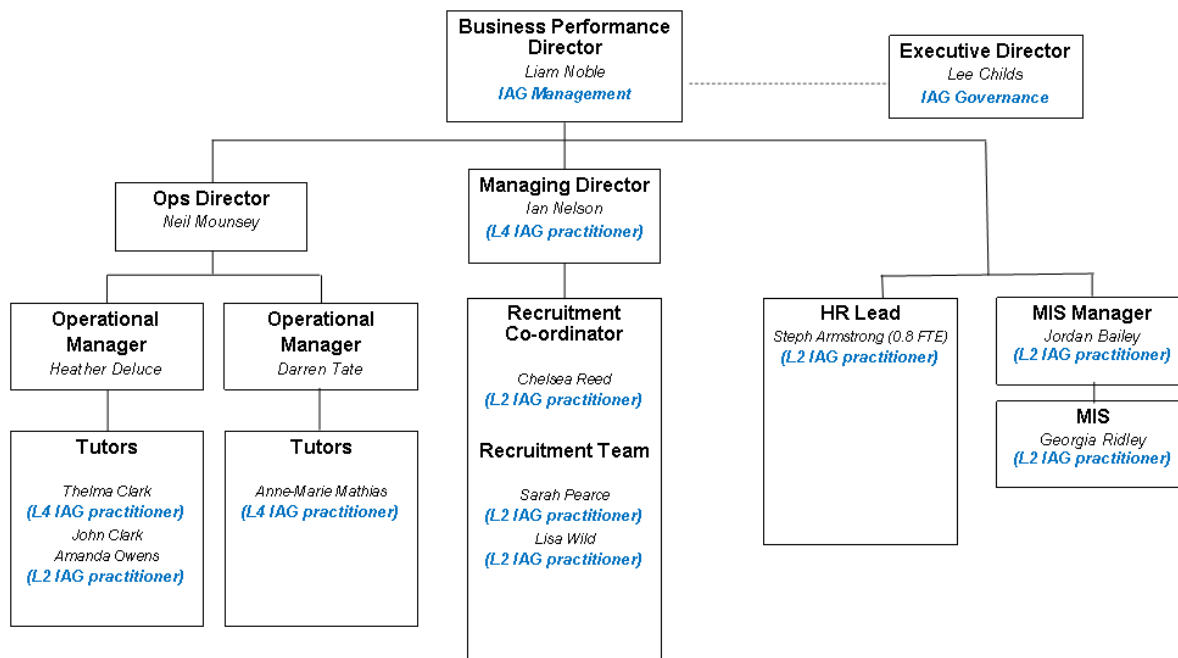 Business Performance
Director
Liam Noble
IAG Management
Executive Director
Lee Childs
IAG Governance
Ops Director
Neil Mounsey
Managing Director
Ian Nelson
(L4 IAG practitioner)
Operational
Manager
Heather Deluce
Operational
Manager
Darren Tate
Recruitment
Co-ordinator
Chelsea Reed
(L2 IAG practitioner)
Recruitment Team
Sarah Pearce
(L2 IAG practitioner)
Lisa Wild
(L2 IAG practitioner)
HR Lead
Steph Armstrong (0.8 FTE)
(L2 IAG practitioner)
MIS Manager
Jordan Bailey
(L2 IAG practitioner)
MIS
Georgia Ridley
(L2 IAG practitioner)
Tutors
Thelma Clark
(L4 IAG practitioner)
John Clark
Amanda Owens
(L2 IAG practitioner)
Tutors
Anne-Marie Mathias
(L4 IAG practitioner)